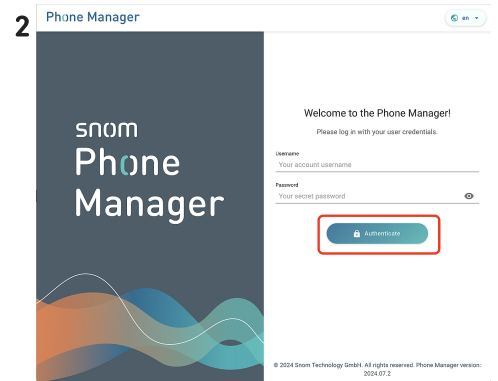 2
Phone Manager
en
snom
Phone
Manager
Welcome to the Phone Manager!
Please log in with your user credentials.
Username
Your account username
Password
Your secret password
Authenticate
© 2024 Snom Technology GmbH. All rights reserved. Phone Manager version:
2024.07.2